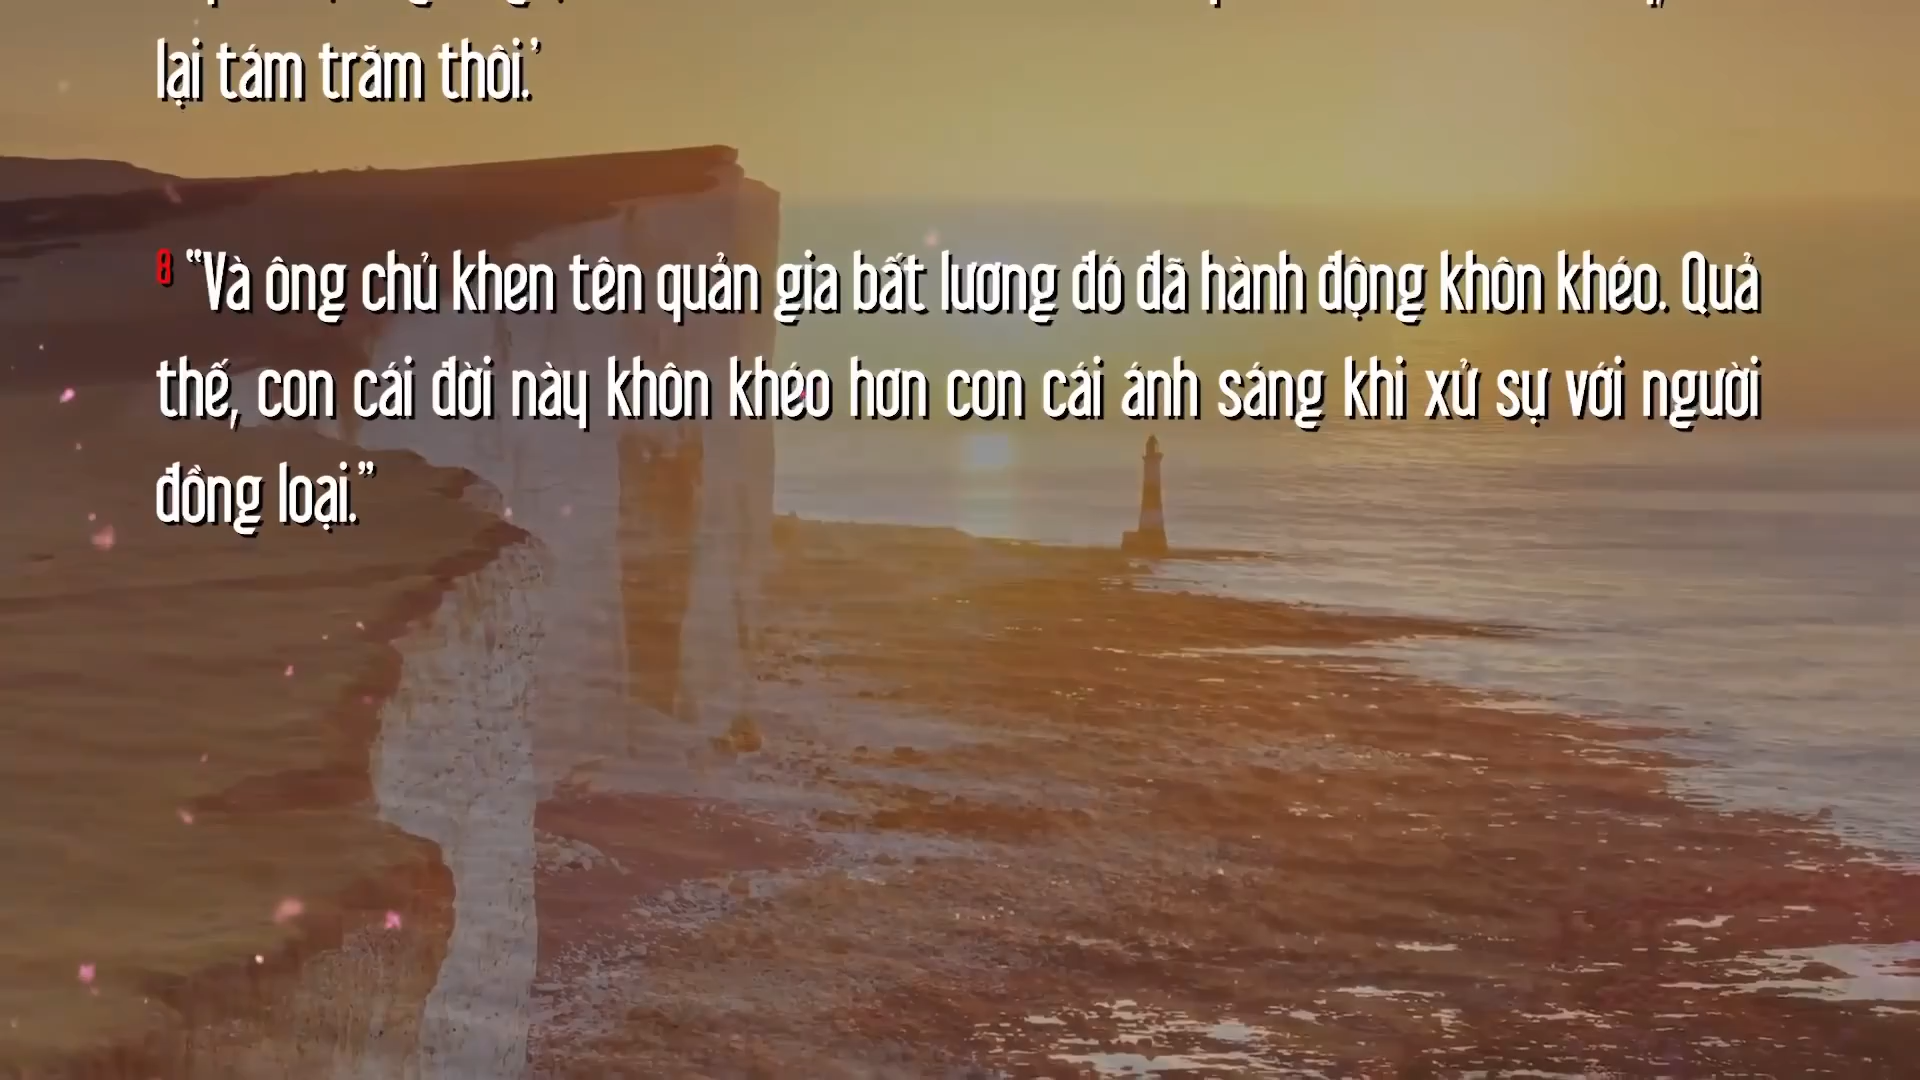 lại tám trăm thôi.’
8 “Và ông chủ khen tên quản gia bất lương đó đã hành động khôn khéo. Quả
thế, con cái đời này khôn khéo hơn con cái ánh sáng khi xử sự với người
đồng loại.”